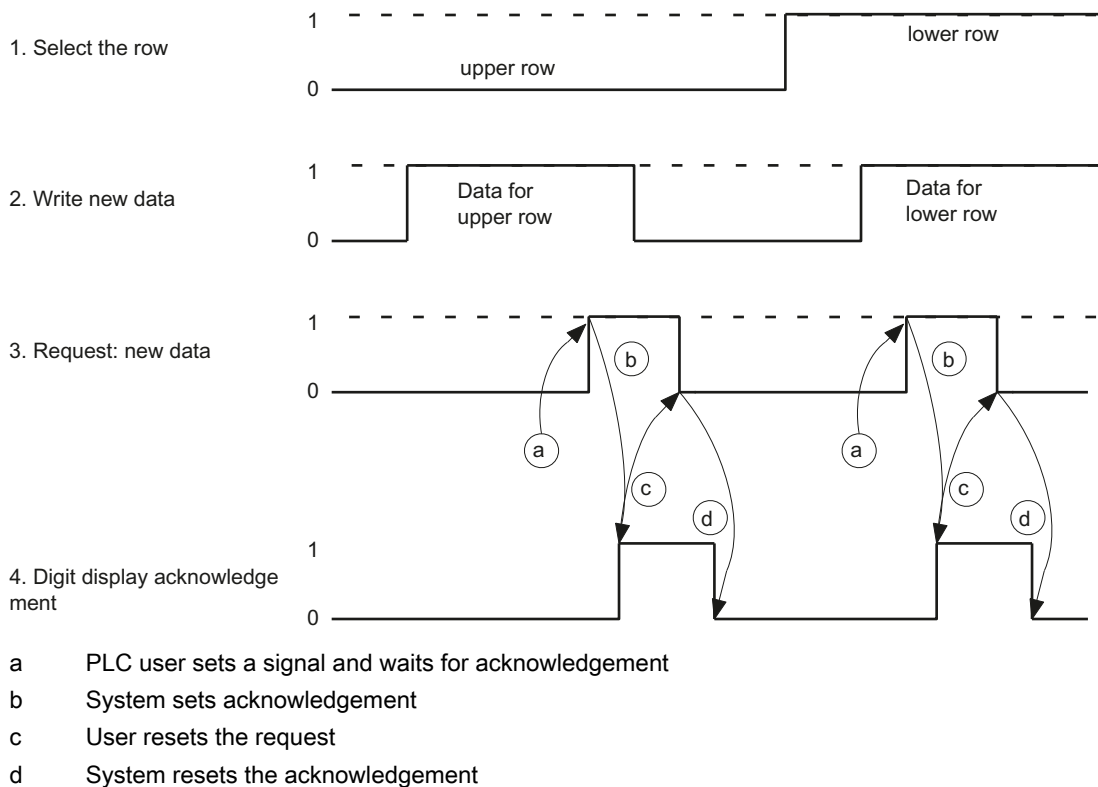 1
1. Select the row
lower row
upper row
0
1
2. Write new data
Data for
upper row
Data for
lower row
0
1
3. Request: new data
b
b
0
a
a
c
c
d
d
1
4. Digit display acknowledge
ment
0
a PLC user sets a signal and waits for acknowledgement
b System sets acknowledgement
c User resets the request
d System resets the acknowledgement